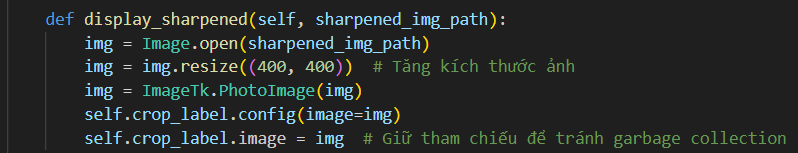 def display_sharpened(self, sharpened_img_path):
    img = Image.open(sharpened_img_path)
    img = img.resize((400, 400))  # Tăng kích thước ảnh
    img = ImageTk.PhotoImage(img)
    self.crop_label.config(image=img)
    self.crop_label.image = img  # Giữ tham chiếu để tránh garbage collection